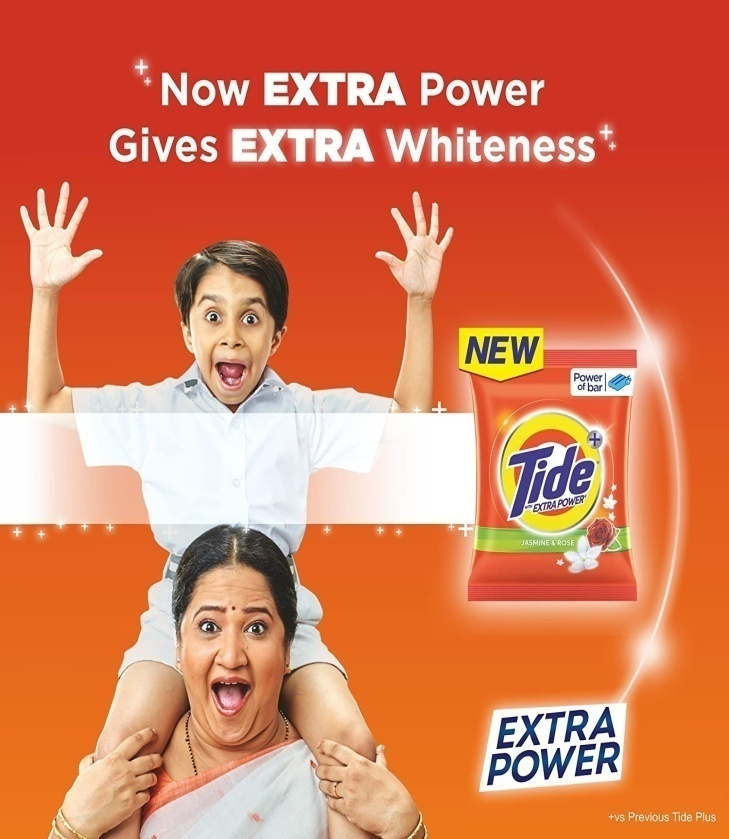 Now EXTRA Power
Gives EXTRA Whiteness
NEW
Power
of bar
Tide
+
WITH EXTRA POWER*
JASMINE & ROSE
EXTRA
POWER
+vs Previous Tide Plus